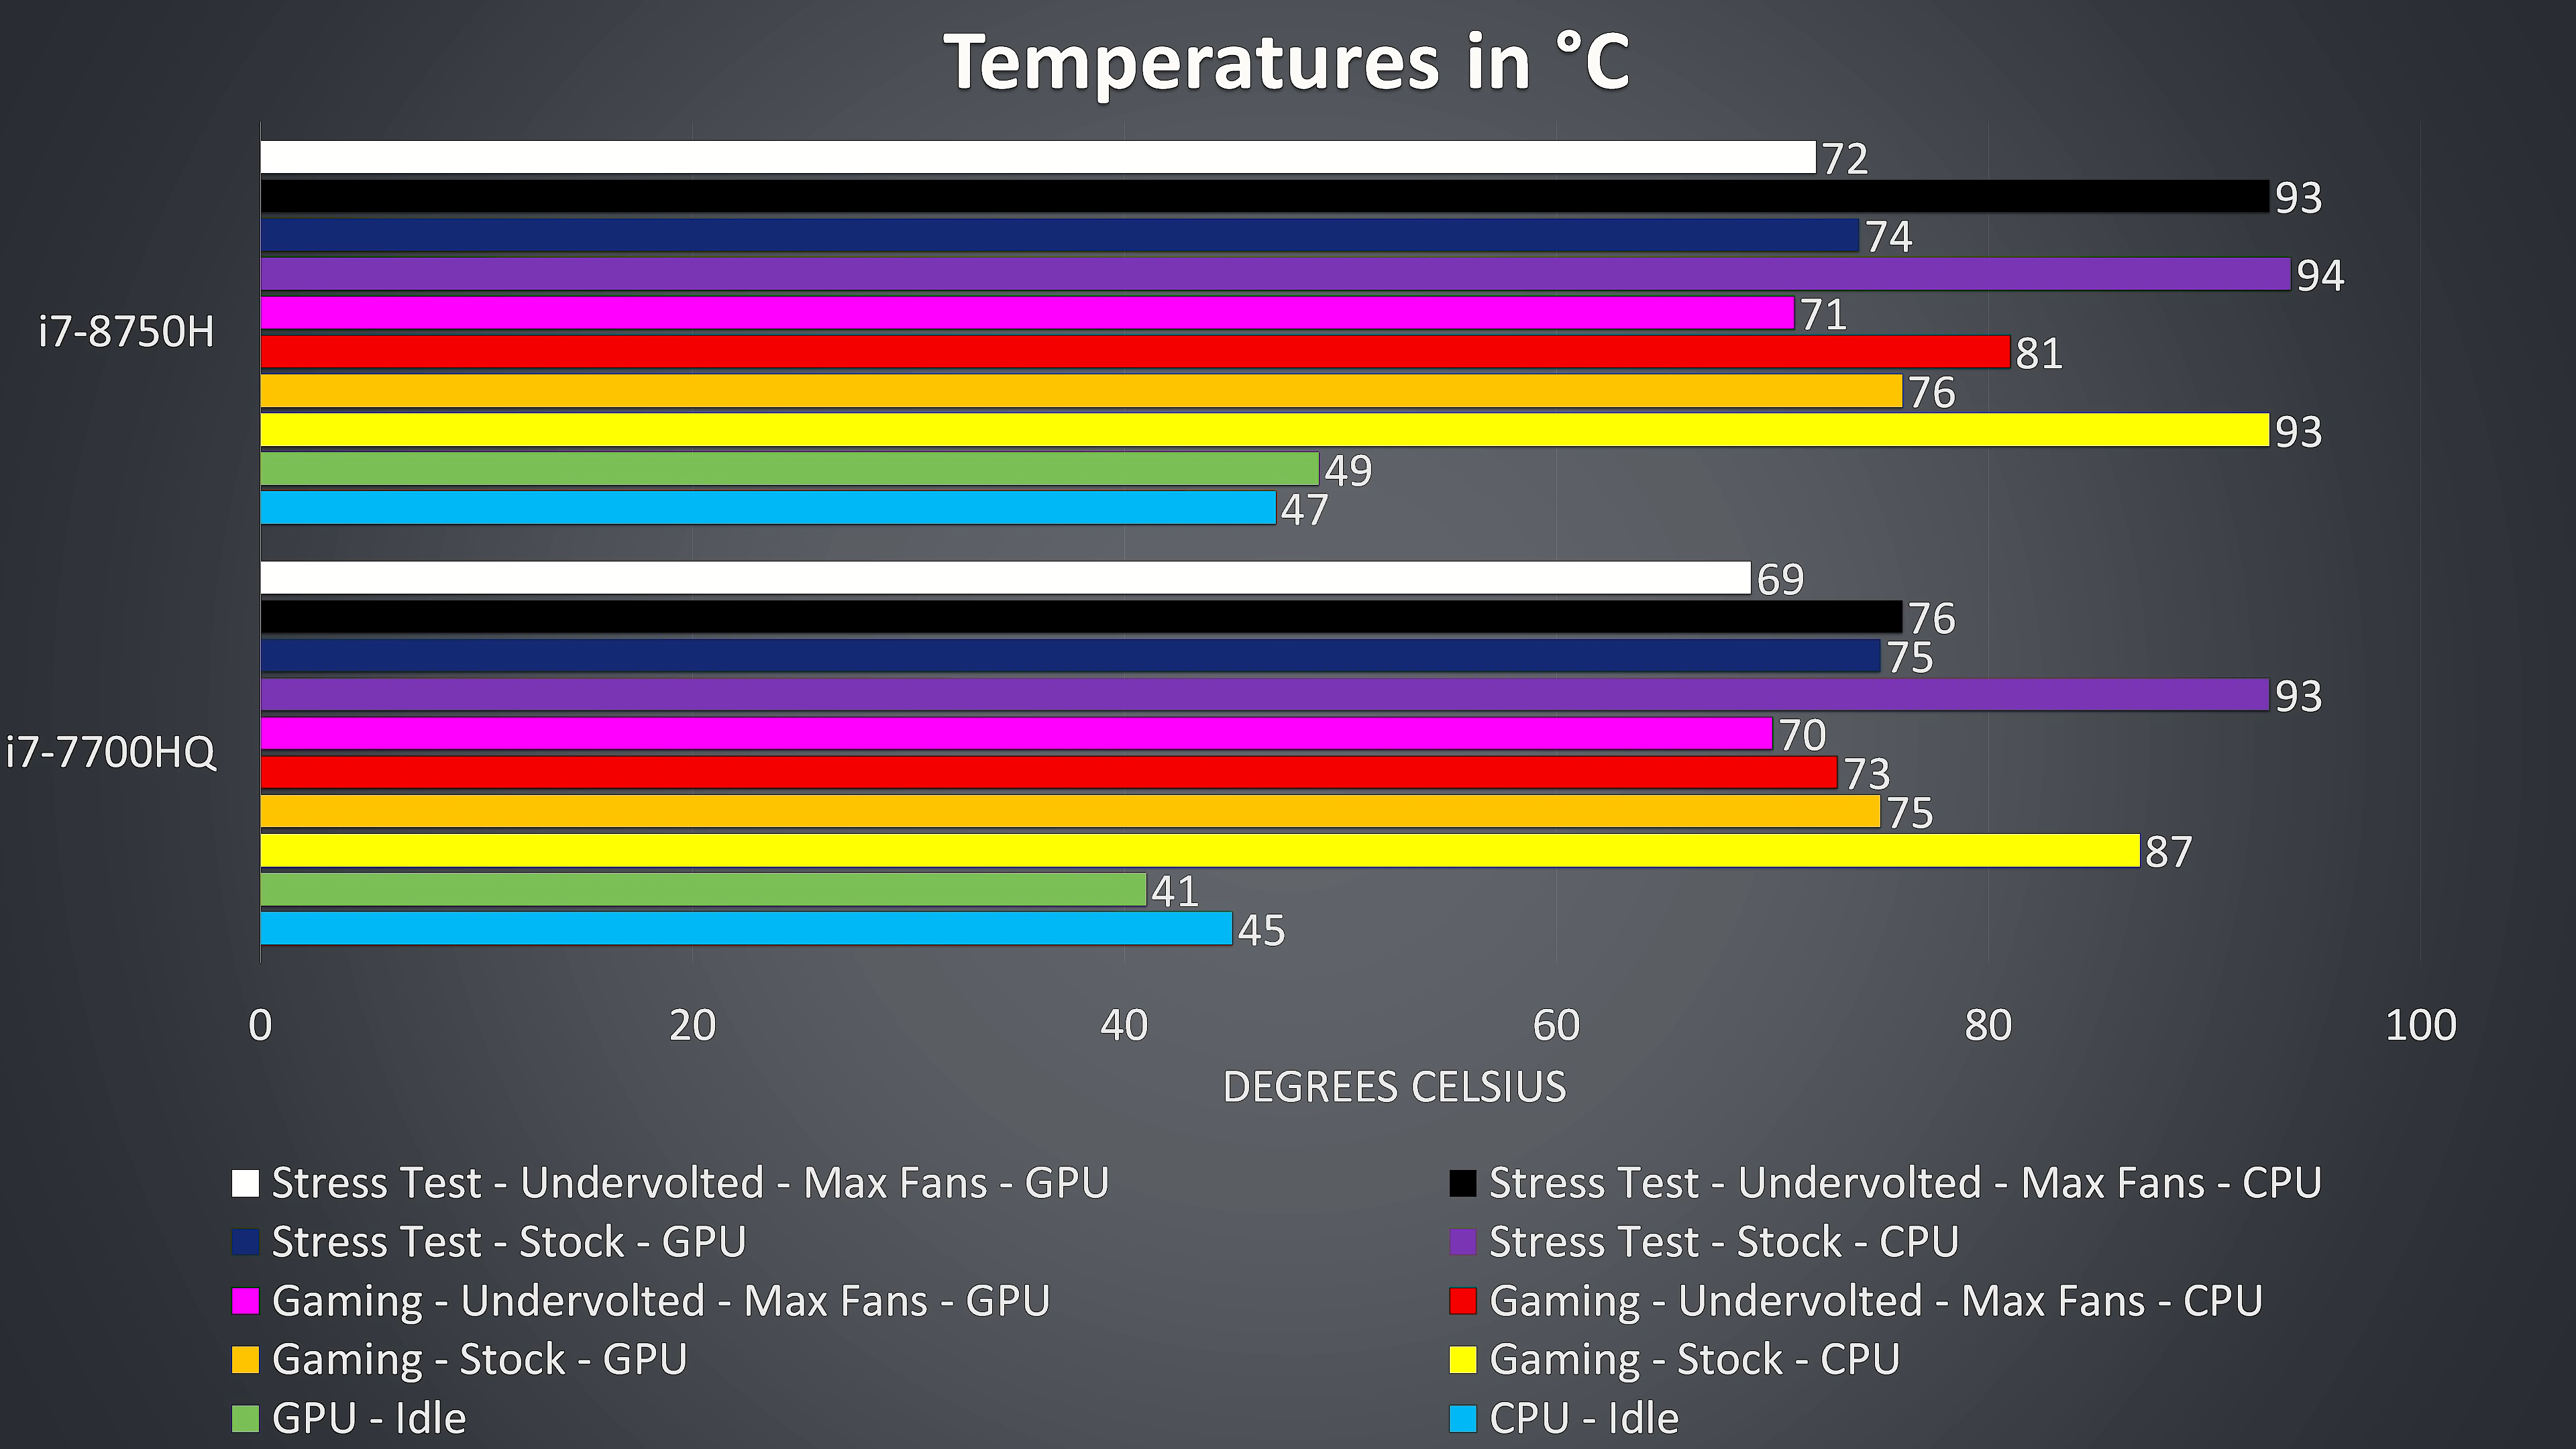 Temperatures in °C
i7-8750H
72
93
74
94
71
81
76
93
49
47
i7-7700HQ
69
76
75
93
70
73
75
87
41
45
0 20 40 60 80 100
DEGREES CELSIUS
Stress Test - Undervolted - Max Fans - GPU
Stress Test - Undervolted - Max Fans - CPU
Stress Test - Stock - GPU
Stress Test - Stock - CPU
Gaming - Undervolted - Max Fans - GPU
Gaming - Undervolted - Max Fans - CPU
Gaming - Stock - GPU
Gaming - Stock - CPU
GPU - Idle
CPU - Idle